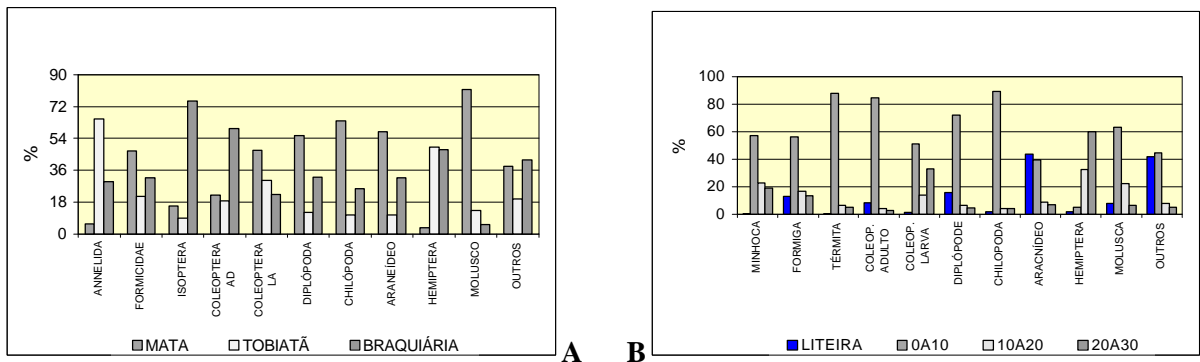 90
72
54
36
18
0
%
ANNELIDA
FORMICIDAE
ISOPTERA
COLEOPTERA
AD
COLEOPTERA
LA
DIPLÓPODA
CHILÓPODA
ARANEÍDEO
HEMIPTERA
MOLUSCO
OUTROS
MATA TOBIATÃ BRAQUIÁRIA
A
B
100
80
60
40
20
0
%
MINHOCA
FORMIGA
TÉRMITA
COLEOP.
ADULTO
COLEOP.
LARVA
DIPLÓPODE
CHILOPODA
ARACNÍDEO
HEMIPTERA
MOLUSCA
OUTROS
LITEIRA 0A10 10A20 20A30